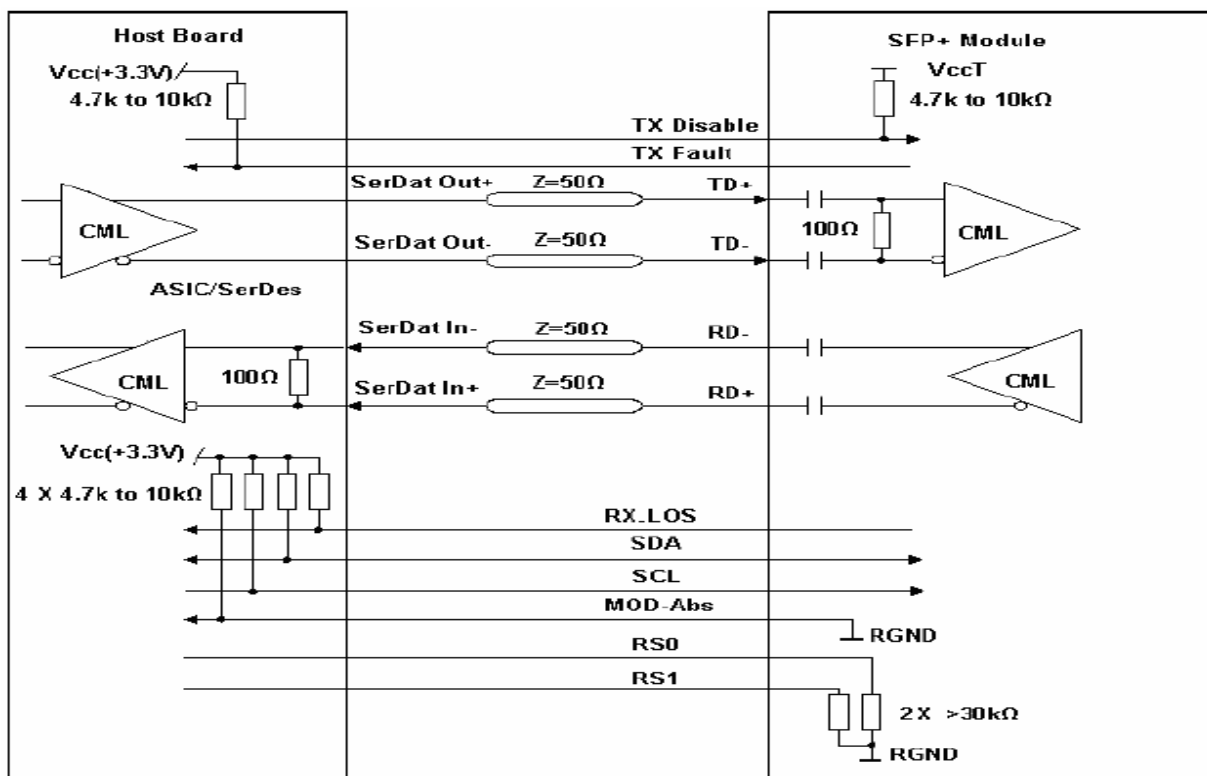 Host Board
SFP+ Module
Vcc(+3.3V)
4.7k to 10kΩ
VccT
4.7k to 10kΩ
TX Disable
TX Fault
SerDat Out+
Z=50Ω
TD+
CML
100Ω
CML
SerDat Out-
Z=50Ω
TD-
ASIC/SerDes
SerDat In-
Z=50Ω
RD-
CML
100Ω
SerDat In+
Z=50Ω
RD+
CML
Vcc(+3.3V)
4 X 4.7k to 10kΩ
RX_LOS
SDA
SCL
MOD-Abs
RGND
RS0
RS1
2X >30kΩ
RGND